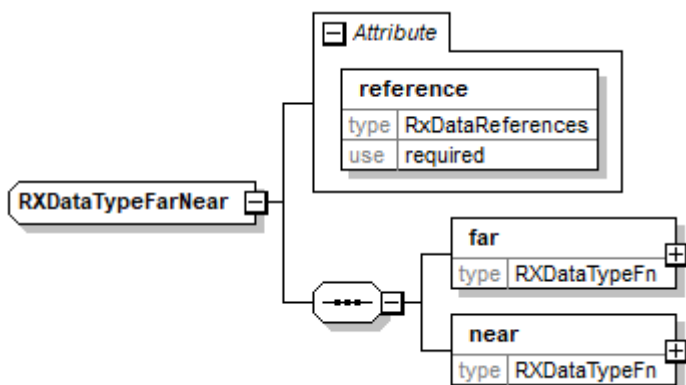 Attribute
reference
type RxDataReferences
use required
RXDataTypeFarNear
far
type RXDataTypeFn
near
type RXDataTypeFn